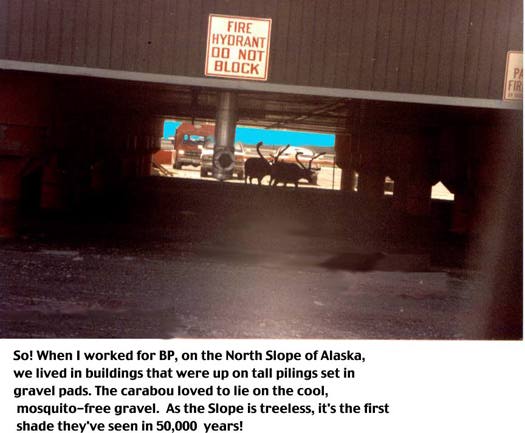 FIRE
HYDRANT
DO NOT
BLOCK
PA
FIR
So! When I worked for BP, on the North Slope of Alaska,
we lived in buildings that were up on tall pilings set in
gravel pads. The carabou loved to lie on the cool,
mosquito-free gravel. As the Slope is treeless, it's the first
shade they've seen in 50,000 years!